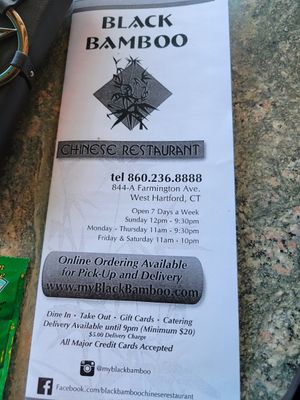 BLACK
BAMBOO
CHINESE RESTAURANT
tel 860.236.8888
844-A Farmington Ave.
West Hartford, CT
Open 7 Days a Week
Sunday 12pm - 9:30pm
Monday - Thursday 11am - 9:30pm
Friday & Saturday 11am - 10pm
Online Ordering Available
for Pick-Up and Delivery
www.myBlackBamboo.com
Dine In • Take Out • Gift Cards • Catering
Delivery Available until 9pm (Minimum $20)
$5.00 Delivery Charge
All Major Credit Cards Accepted
@myblackbamboo
Facebook.com/blackbamboochineserestaurant